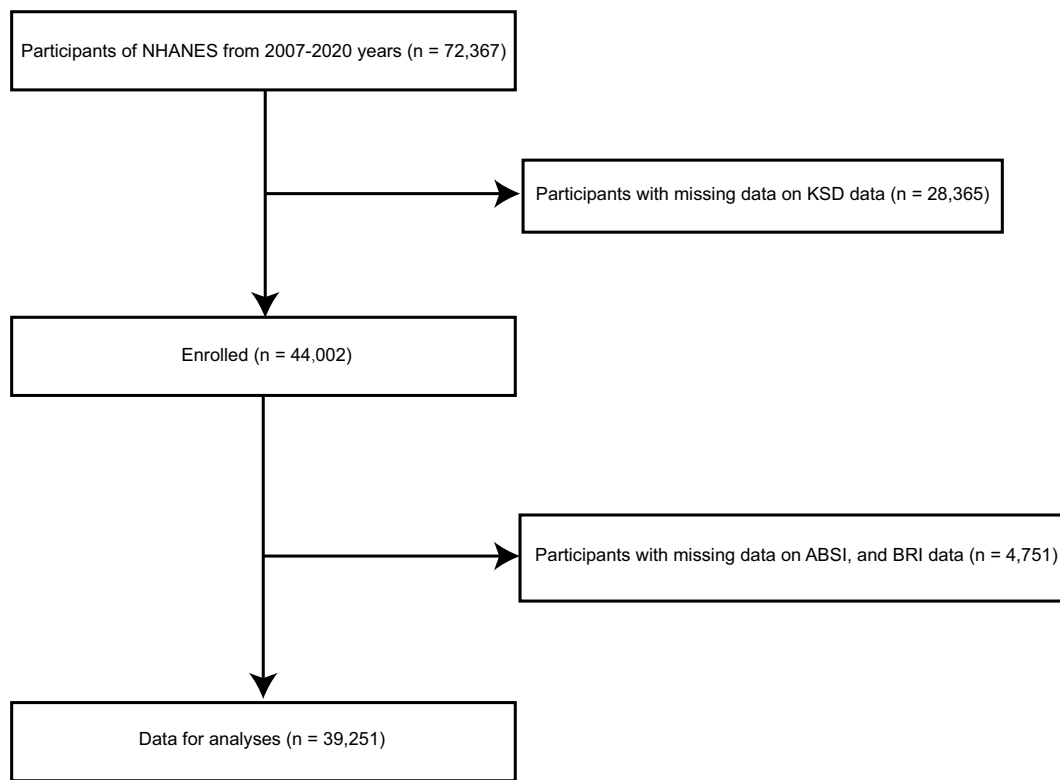 Participants of NHANES from 2007-2020 years (n = 72,367)
Participants with missing data on KSD data (n = 28,365)
Enrolled (n = 44,002)
Participants with missing data on ABSI, and BRI data (n = 4,751)
Data for analyses (n = 39,251)